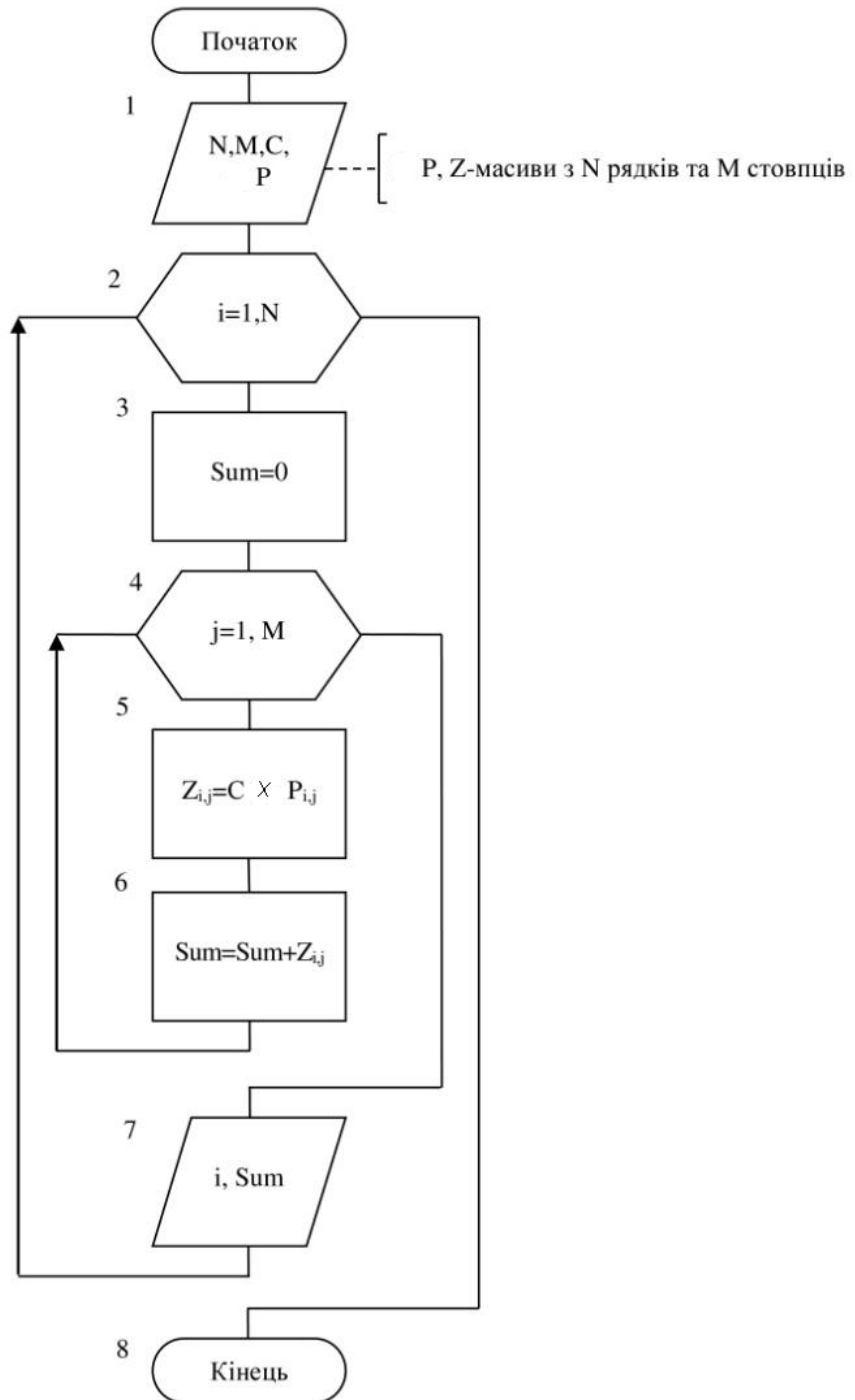 Початок
1
N,M,C,
P
P, Z-масиви з N рядків та M стовпців
2
i=1,N
3
Sum=0
4
j=1, M
5
Zi,j=C X Pi,j
6
Sum=Sum+Zi,j
7
i, Sum
8
Кінець